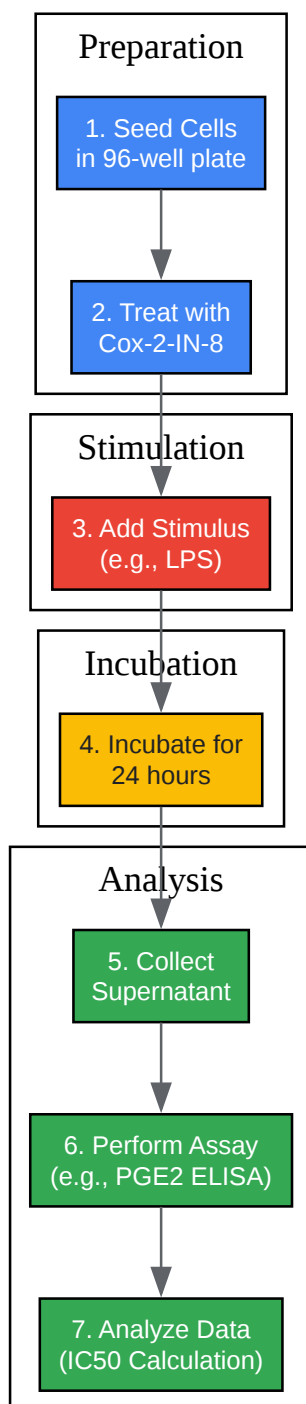 Preparation
1. Seed Cells
in 96-well plate
2. Treat with
Cox-2-IN-8
Stimulation
3. Add Stimulus
(e.g., LPS)
Incubation
4. Incubate for
24 hours
Analysis
5. Collect
Supernatant
6. Perform Assay
(e.g., PGE2 ELISA)
7. Analyze Data
(IC50 Calculation)